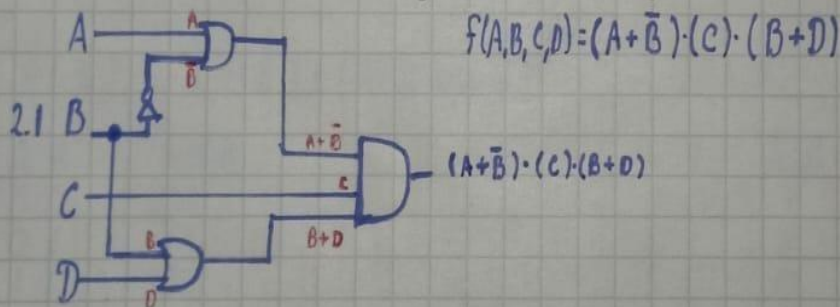 f(A,B,C,D)=(A+B̄)·(C)·(B+D)
A
A
B̄
2.1 B
A+B̄
(A+B̄)·(C)·(B+D)
C
C
B
B+D
D
D